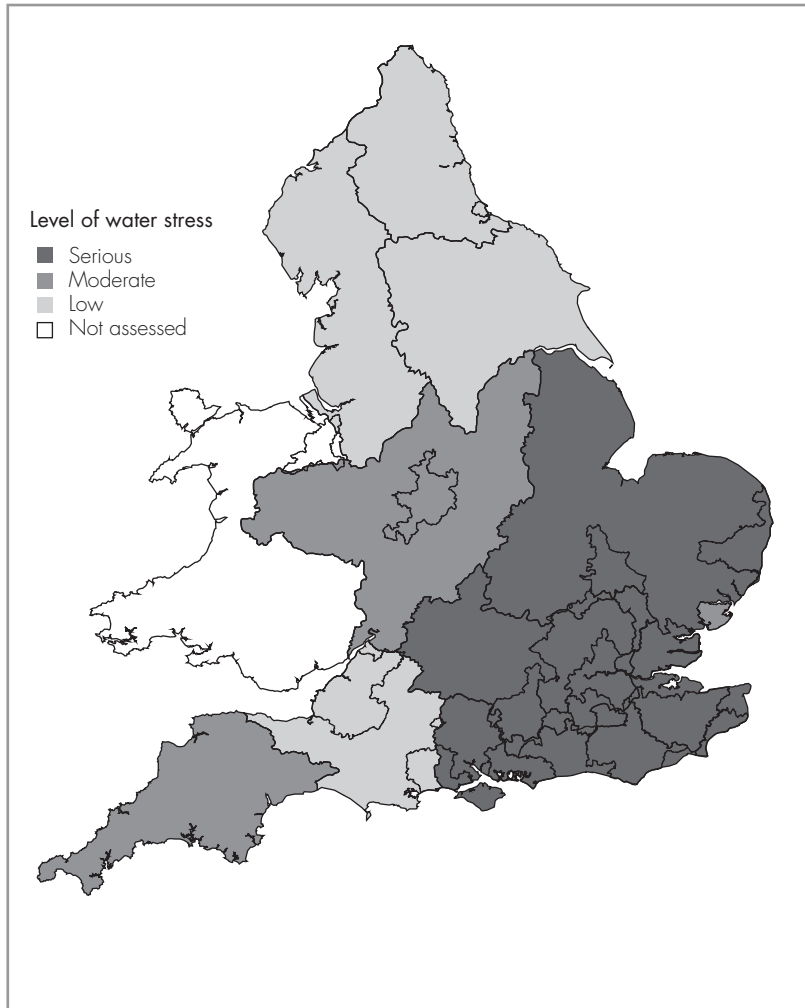 Level of water stress
Serious
Moderate
Low
Not assessed